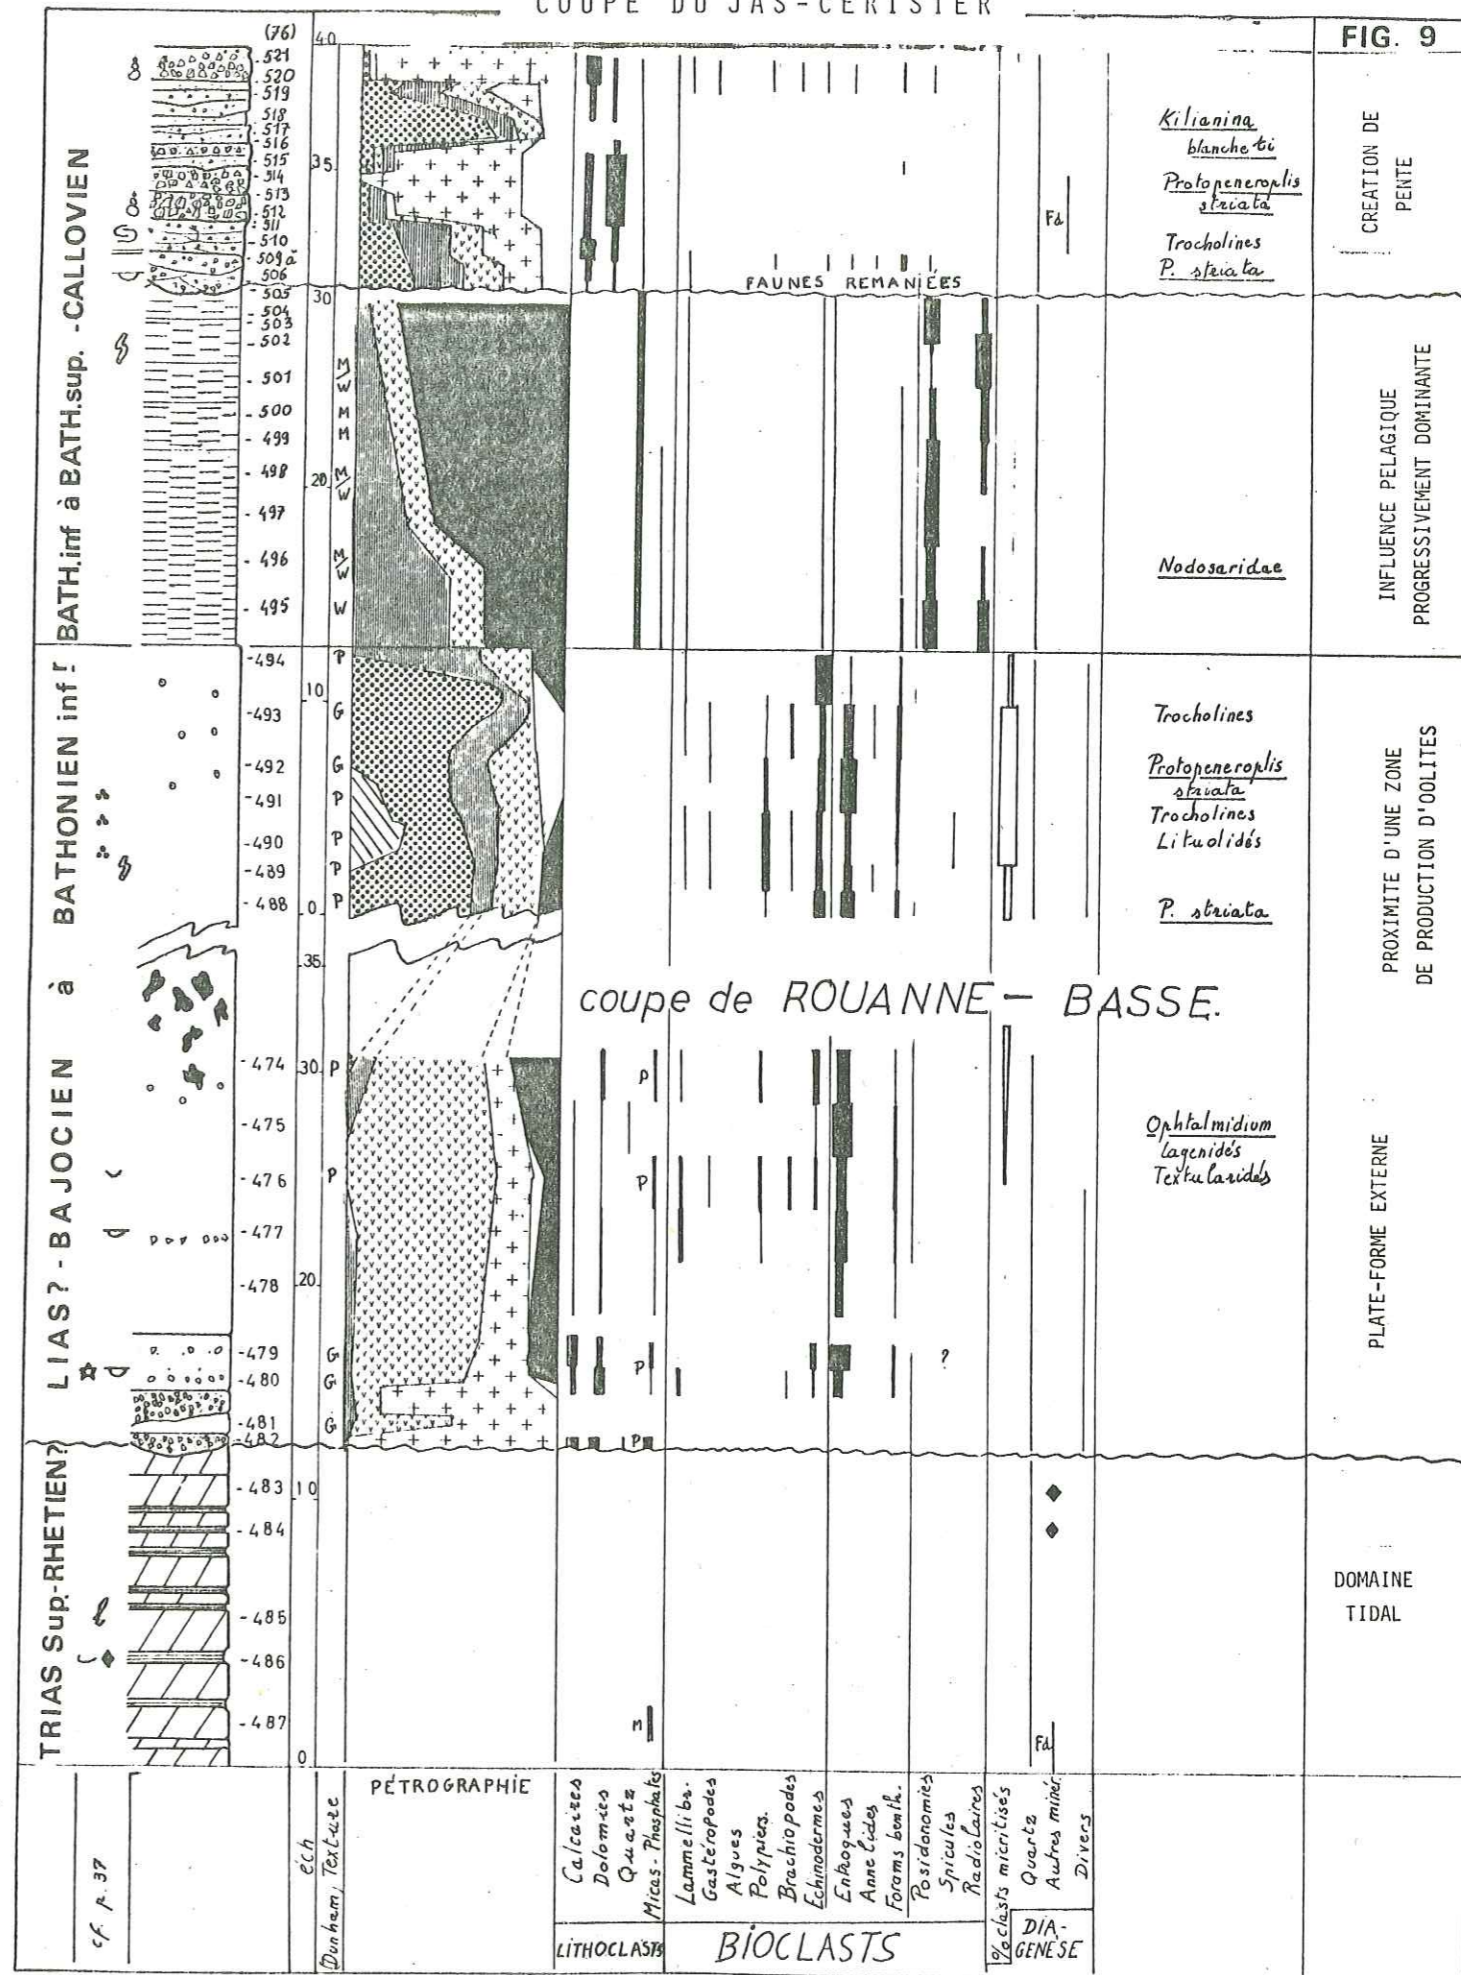 COUPE DU JAS-CERISIER
FIG. 9
(76)
40
521
520
519
518
517
516
515
35
514
513
512
511
510
509 à
506
505
30
504
503
502
501
500
499
498
20
497
496
495
BATH.inf à BATH.sup. -CALLOVIEN
M/W
M
M
M/W
M/W
W
FAUNES REMANIÉES
Fd
Kilianina
blancheti
Protopeneroplis
striata
Trocholines
P. striata
Nodosaridae
CREATION DE
PENTE
INFLUENCE PELAGIQUE
PROGRESSIVEMENT DOMINANTE
LIAS? - BAJOCIEN à BATHONIEN inf!
-494
10
-493
-492
-491
-490
-489
-488
0
P
G
G
P
P
P
P
Trocholines
Protopeneroplis
striata
Trocholines
Lituolidés
P. striata
PROXIMITE D'UNE ZONE
DE PRODUCTION D'OOLITES
35
coupe de ROUANNE - BASSE.
-474
30
P
P
-475
-476
P
P
-477
-478
20
-479
G
P
?
-480
G
-481
G
-482
P
Ophtalmidium
Lagenidés
Textularidés
PLATE-FORME EXTERNE
TRIAS Sup.-RHETIEN?
-483
10
-484
-485
-486
-487
M
Fd
0
DOMAINE
TIDAL
cf. p. 37
éch
(Dunham) Texture
PÉTROGRAPHIE
Calcaires
Dolomies
Quartz
Micas - Phosphates
LITHOCLASTS
Lammellibr.
Gastéropodes
Algues
Polypiers.
Brachiopodes
Echinodermes
Entroques
Annelides
Forams benth.
Posidonomies
Spicules
Radiolaires
BIOCLASTS
%clasts micritisés
Quartz
Autres minér.
Divers
DIA-
GENÈSE